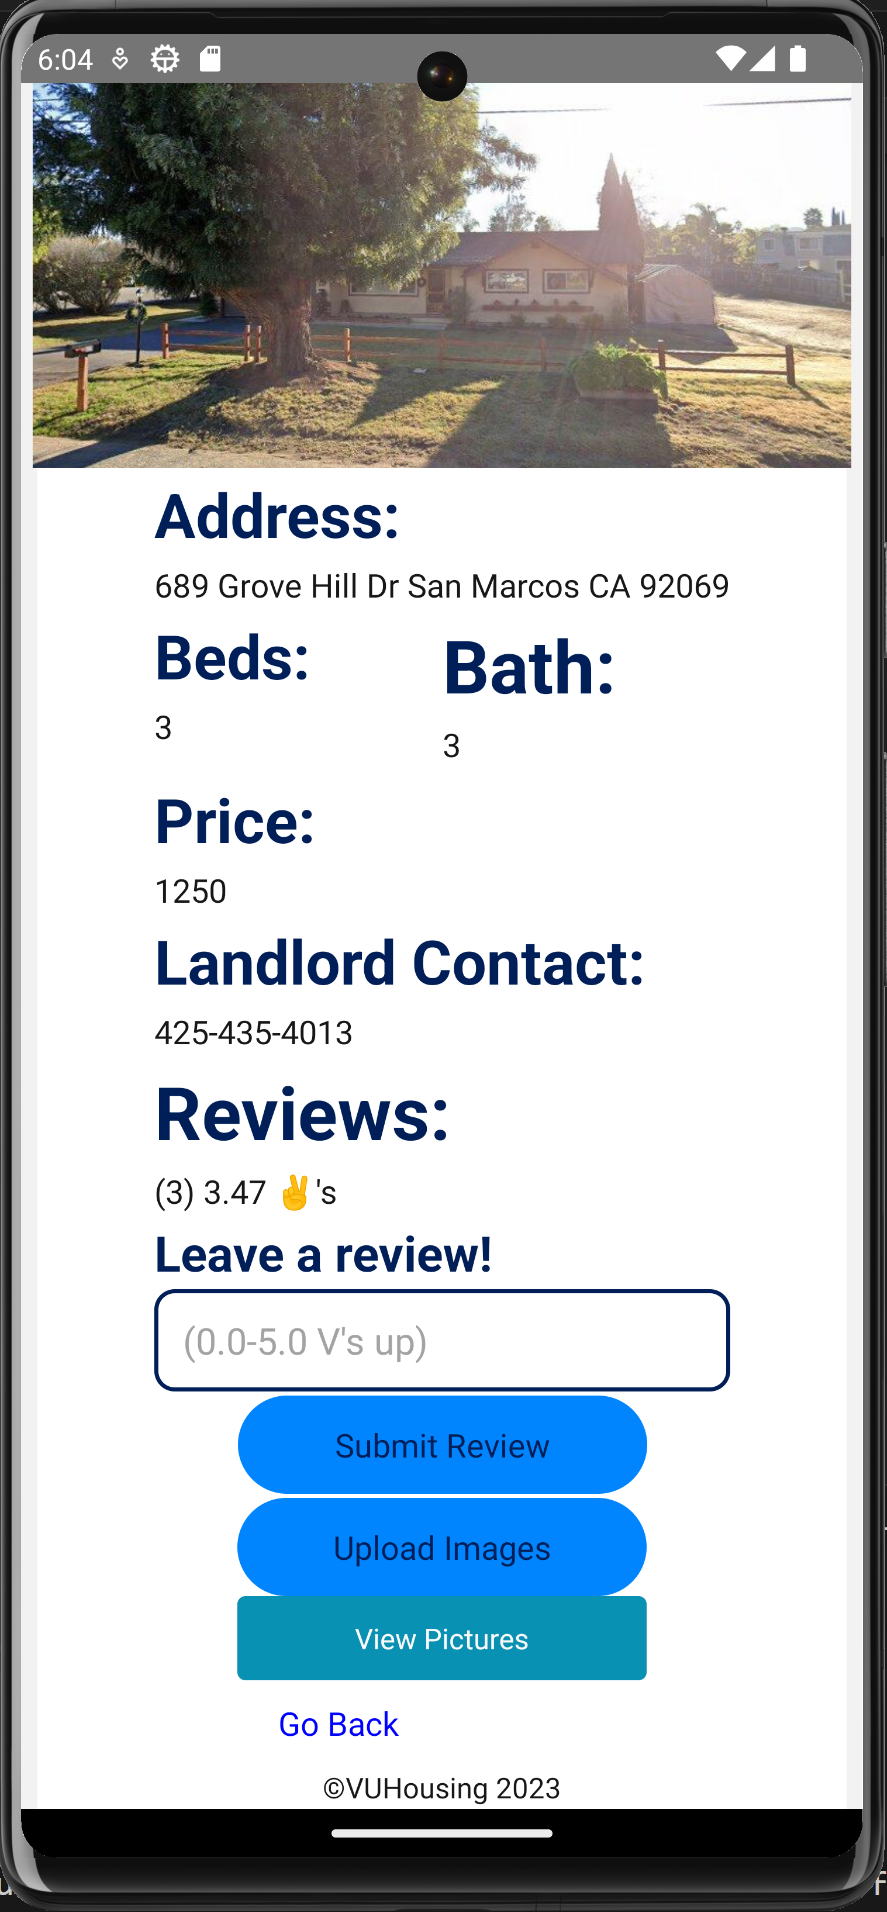 6:04
Address:
689 Grove Hill Dr San Marcos CA 92069
Beds: Bath:
3 3
Price:
1250
Landlord Contact:
425-435-4013
Reviews:
(3) 3.47 ✌️'s
Leave a review!
(0.0-5.0 V's up)
Submit Review
Upload Images
View Pictures
Go Back
©VUHousing 2023